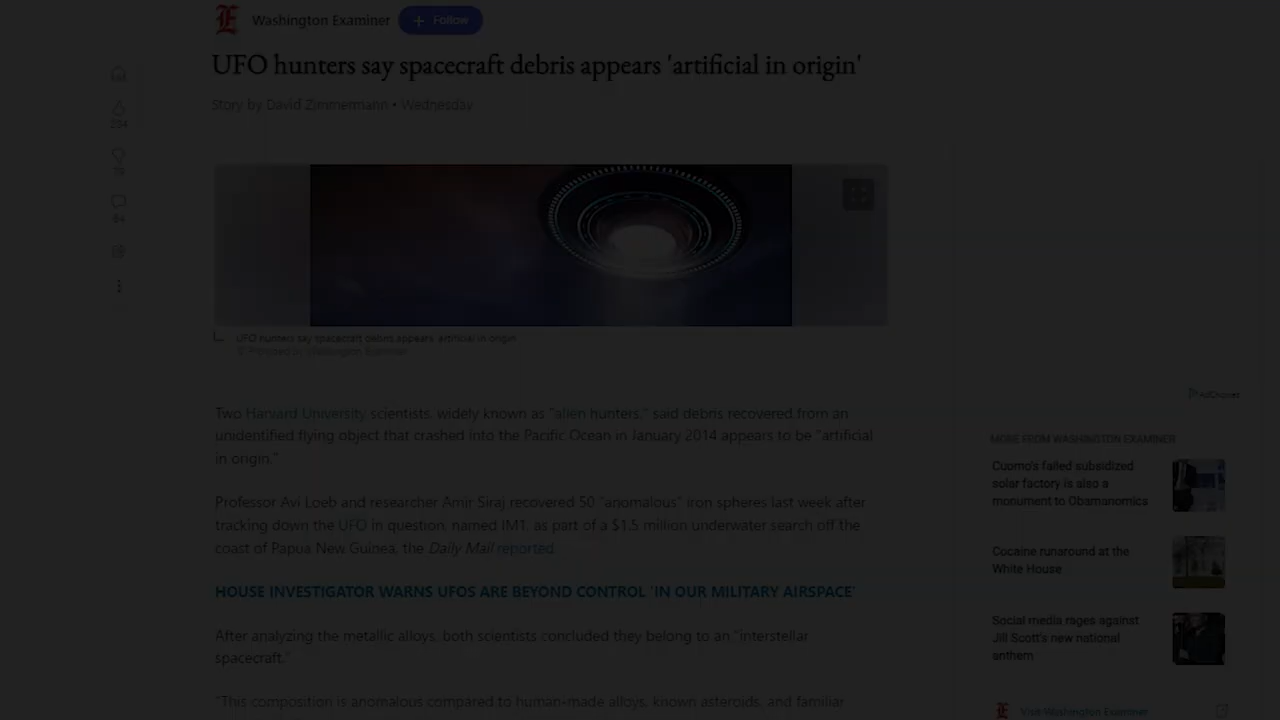 Washington Examiner
+ Follow
UFO hunters say spacecraft debris appears 'artificial in origin'
Story by David Zimmermann • Wednesday
234
64
UFO hunters say spacecraft debris appears 'artificial in origin'
© Provided by Washington Examiner
Two Harvard University scientists, widely known as "alien hunters," said debris recovered from an
unidentified flying object that crashed into the Pacific Ocean in January 2014 appears to be "artificial
in origin."
AdChoices
MORE FROM WASHINGTON EXAMINER
Cuomo's failed subsidized
solar factory is also a
monument to Obamanomics
Professor Avi Loeb and researcher Amir Siraj recovered 50 "anomalous" iron spheres last week after
tracking down the UFO in question, named IM1, as part of a $1.5 million underwater search off the
coast of Papua New Guinea, the Daily Mail reported.
Cocaine runaround at the
White House
HOUSE INVESTIGATOR WARNS UFOS ARE BEYOND CONTROL 'IN OUR MILITARY AIRSPACE'
Social media rages against
Jill Scott's new national
anthem
After analyzing the metallic alloys, both scientists concluded they belong to an "interstellar
spacecraft."
"This composition is anomalous compared to human-made alloys, known asteroids, and familiar
Visit Washington Examiner